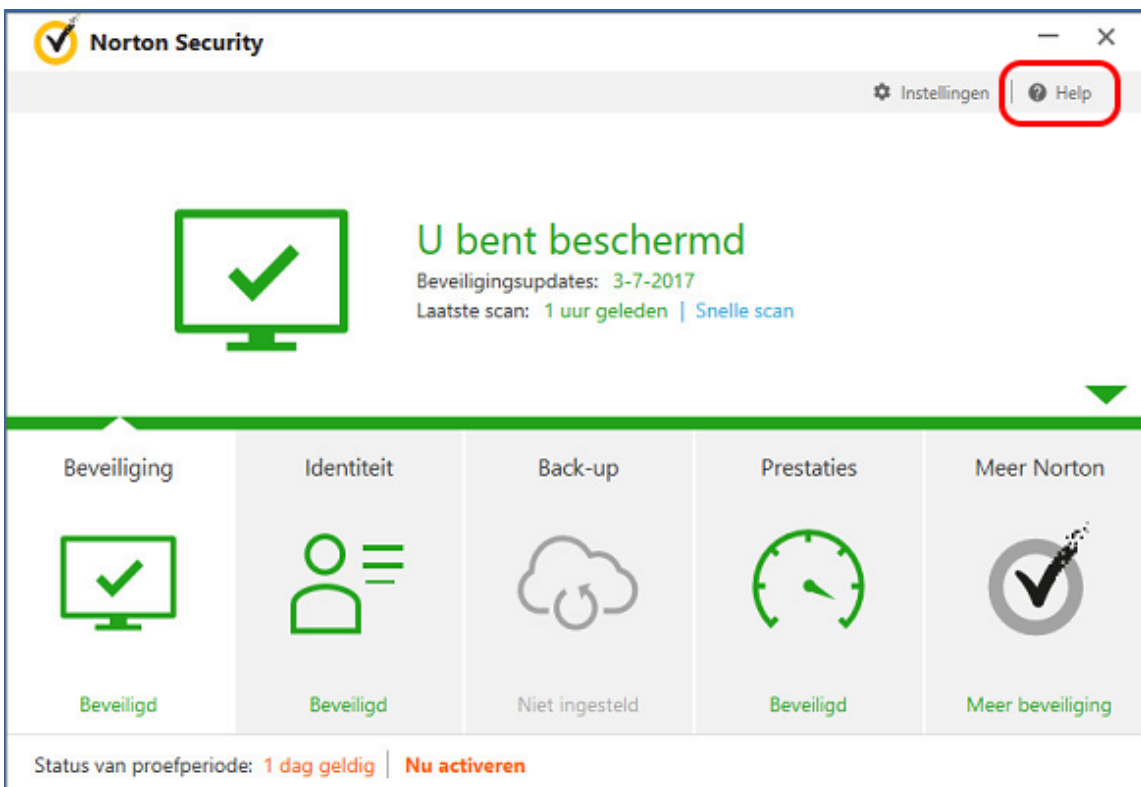 Norton Security
Instellingen | Help
U bent beschermd
Beveiligingsupdates: 3-7-2017
Laatste scan: 1 uur geleden | Snelle scan
Beveiliging
Identiteit
Back-up
Prestaties
Meer Norton
Beveiligd
Beveiligd
Niet ingesteld
Beveiligd
Meer beveiliging
Status van proefperiode: 1 dag geldig | Nu activeren